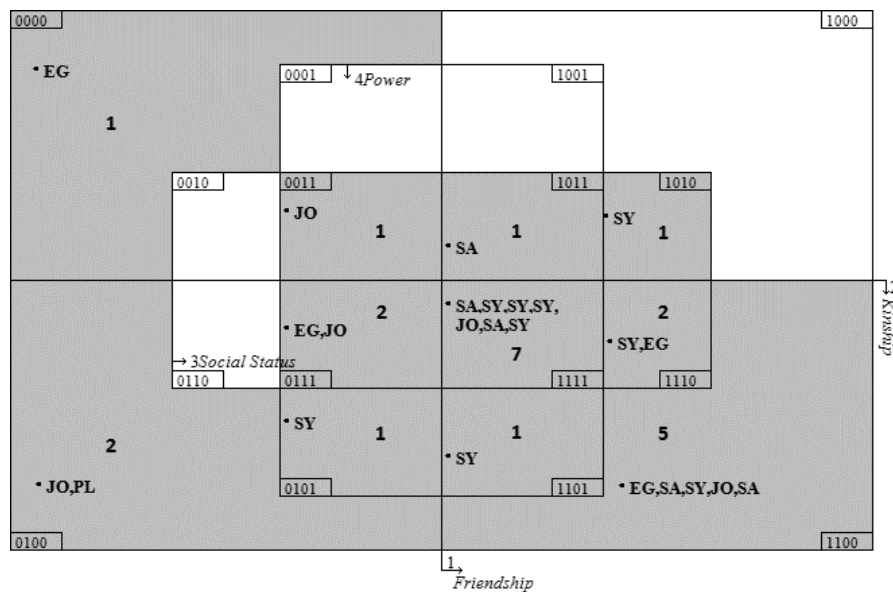 0000
1000
EG
1
0001
4Power
1001
0010
0011
1011
1010
JO
1
SA
1
SY
1
2
Kinship
EG,JO
2
SA,SY,SY,SY,
JO,SA,SY
7
SY,EG
2
3Social Status
0110
0111
1111
1110
2
JO,PL
SY
1
0101
SY
1
1101
5
EG,SA,SY,JO,SA
0100
1100
1
Friendship